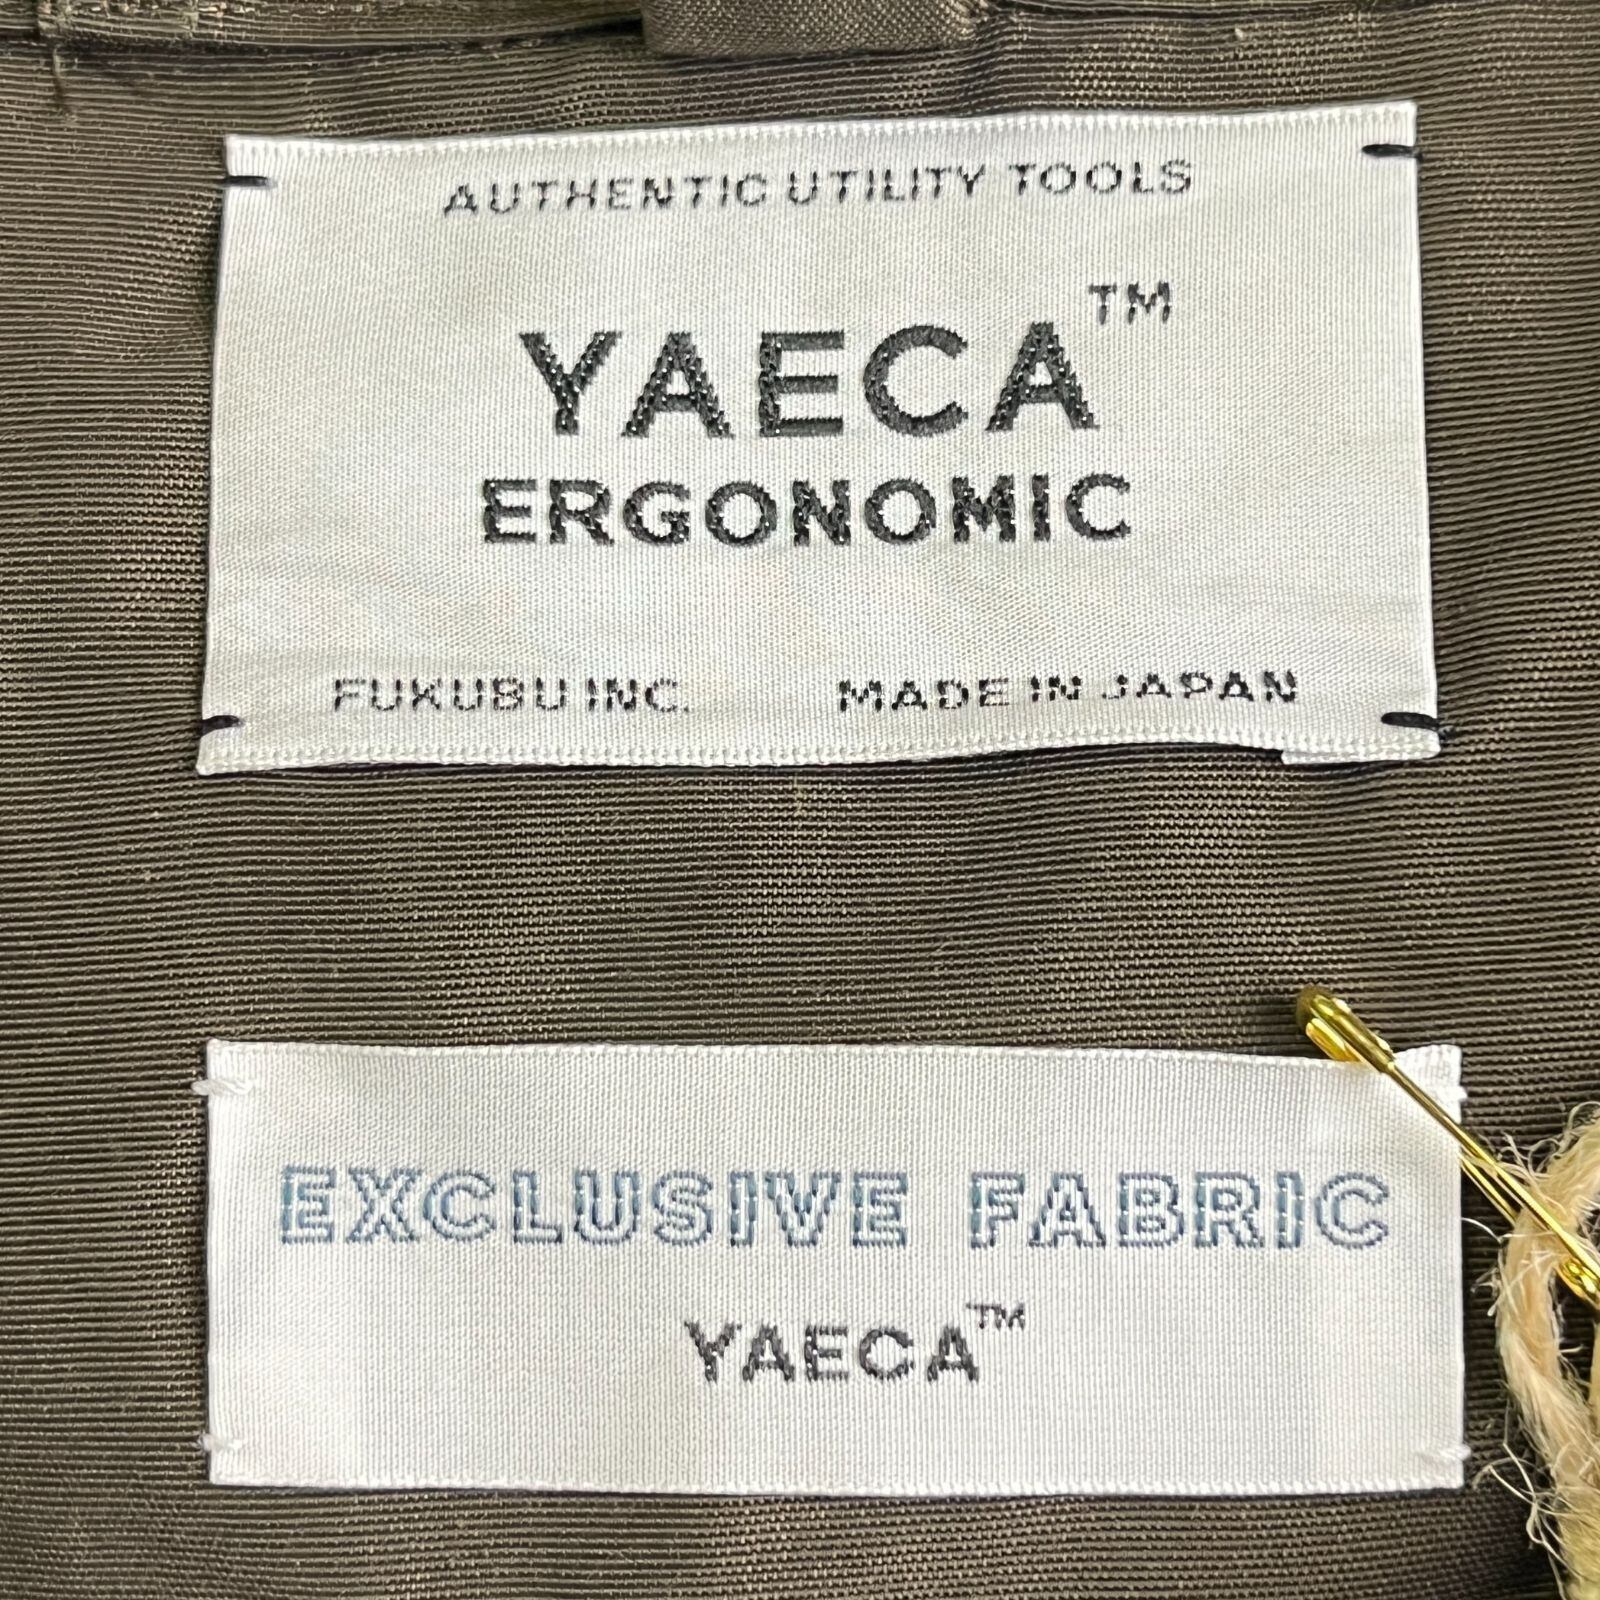 AUTHENTIC UTILITY TOOLS
YAECA™
ERGONOMIC
FUKUBU INC. MADE IN JAPAN
EXCLUSIVE FABRIC
YAECA™